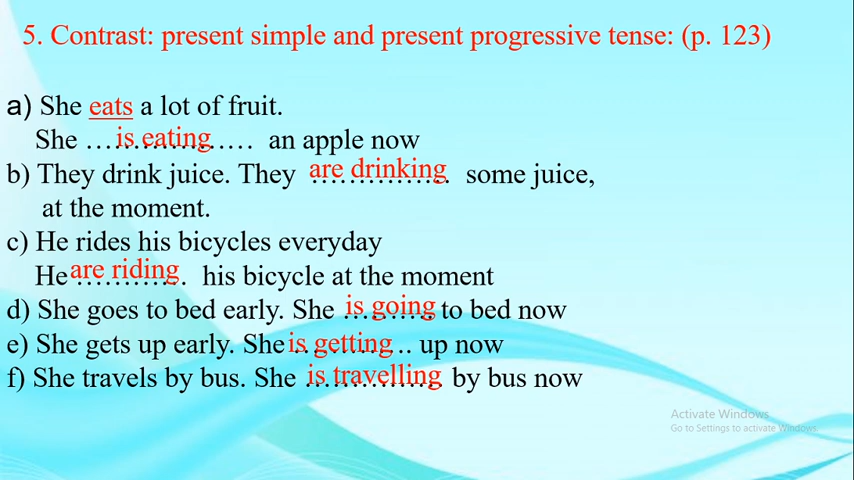 5. Contrast: present simple and present progressive tense: (p. 123)
a) She eats a lot of fruit.
She …is eating… an apple now
b) They drink juice. They are drinking some juice,
at the moment.
c) He rides his bicycles everyday
He are riding his bicycle at the moment
d) She goes to bed early. She is going to bed now
e) She gets up early. She is getting.. up now
f) She travels by bus. She is travelling by bus now
Activate Windows
Go to Settings to activate Windows.